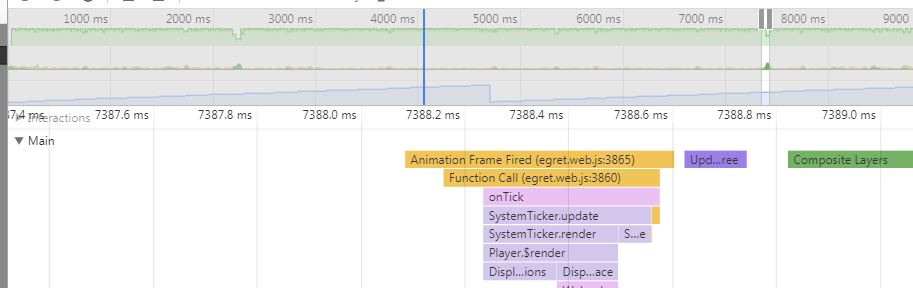 1000 ms 2000 ms 3000 ms 4000 ms 5000 ms 6000 ms 7000 ms 8000 ms 9000
37.4 ms 7387.6 ms 7387.8 ms 7388.0 ms 7388.2 ms 7388.4 ms 7388.6 ms 7388.8 ms 7389.0 ms
Interactions
Main
Animation Frame Fired (egret.web.js:3865) Upd...ree Composite Layers
Function Call (egret.web.js:3860)
onTick
SystemTicker.update
SystemTicker.render S...e
Player.$render
Displ...ions Disp...ace